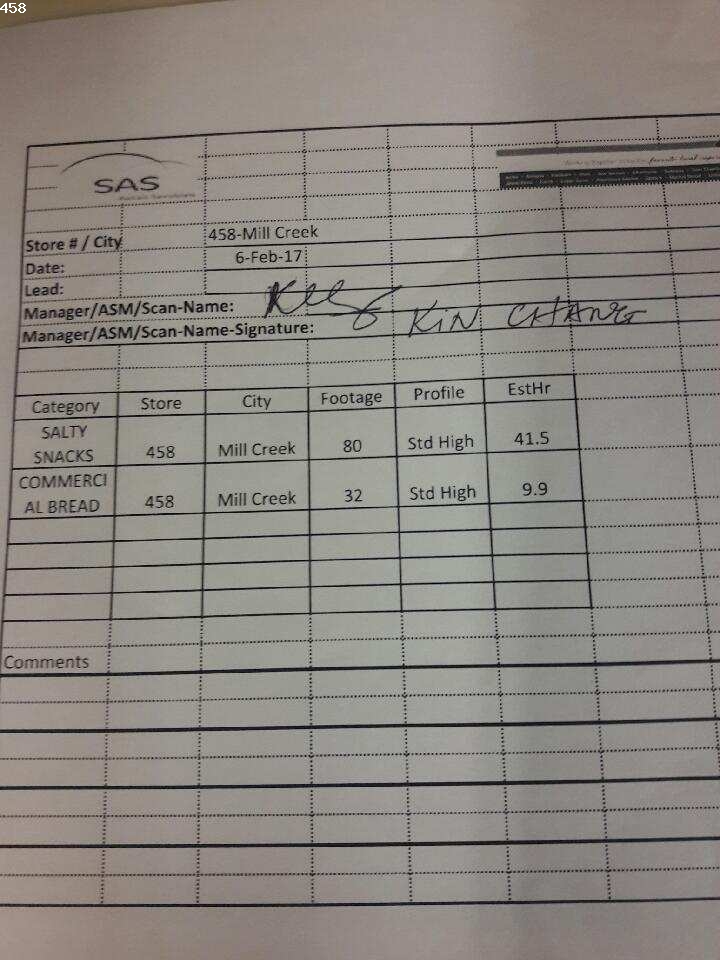 458
SAS
Store # / City 458-Mill Creek
Date: 6-Feb-17
Lead:
Manager/ASM/Scan-Name:
Manager/ASM/Scan-Name-Signature: KIN CHANG
Category Store City Footage Profile EstHr
SALTY
SNACKS 458 Mill Creek 80 Std High 41.5
COMMERCI
AL BREAD 458 Mill Creek 32 Std High 9.9
Comments